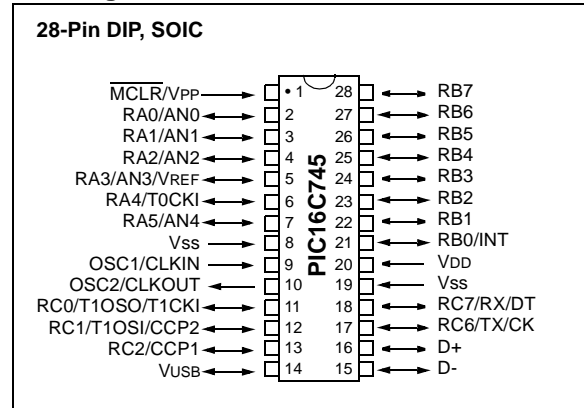 28-Pin DIP, SOIC
MCLR/VPP • 1 28 RB7
RA0/AN0 2 27 RB6
RA1/AN1 3 26 RB5
RA2/AN2 4 25 RB4
RA3/AN3/VREF 5 24 RB3
RA4/T0CKI 6 23 RB2
RA5/AN4 7 22 RB1
Vss 8 21 RB0/INT
OSC1/CLKIN 9 20 VDD
OSC2/CLKOUT 10 19 Vss
RC0/T1OSO/T1CKI 11 18 RC7/RX/DT
RC1/T1OSI/CCP2 12 17 RC6/TX/CK
RC2/CCP1 13 16 D+
VUSB 14 15 D-
PIC16C745